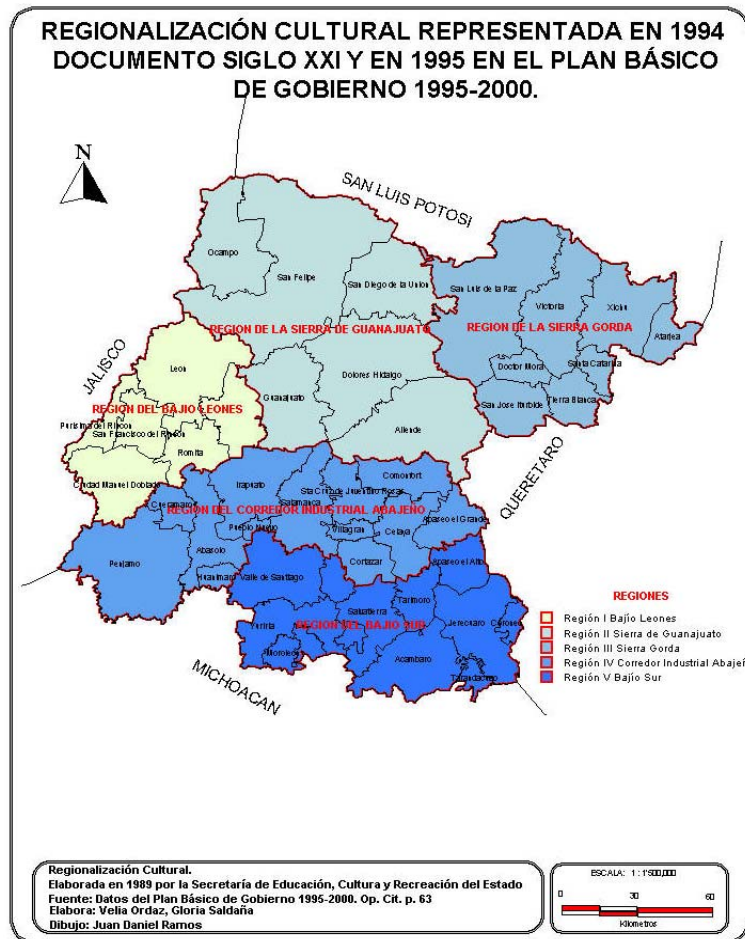 REGIONALIZACIÓN CULTURAL REPRESENTADA EN 1994
DOCUMENTO SIGLO XXI Y EN 1995 EN EL PLAN BÁSICO
DE GOBIERNO 1995-2000.
N
SAN LUIS POTOSI
Ocampo
San Felipe
San Diego de la Union
San Luis de la Paz
Victoria
Xichu
Atarjea
REGION DE LA SIERRA DE GUANAJUATO
REGION DE LA SIERRA GORDA
JALISCO
Leon
Dolores Hidalgo
Doctor Mora
Santa Catarina
Guanajuato
San Jose Iturbide
Tierra Blanca
REGION DEL BAJIO LEONES
Purisima del Rincon
San Francisco del Rincon
Allende
Romita
QUERETARO
Ciudad Manuel Doblado
Irapuato
Comonfort
Cueramaro
Salamanca
Sta Cruz de Juventino Rosas
REGION DEL CORREDOR INDUSTRIAL ABAJEÑO
Apaseo el Grande
Pueblo Nuevo
Villagran
Celaya
Abasolo
Penjamo
Cortazar
Apaseo el Alto
Huanimaro
Valle de Santiago
Tarimoro
Salvatierra
Jerecuaro
Coroneo
Yuriria
REGION DEL BAJIO SUR
Moroleon
Acambaro
Tarandacuao
MICHOACAN
REGIONES
Región I Bajío Leones
Región II Sierra de Guanajuato
Región III Sierra Gorda
Región IV Corredor Industrial Abajeñ
Región V Bajío Sur
Regionalización Cultural.
Elaborada en 1989 por la Secretaría de Educación, Cultura y Recreación del Estado
Fuente: Datos del Plan Básico de Gobierno 1995-2000. Op. Cit. p. 63
Elabora: Velia Ordaz, Gloria Saldaña
Dibujo: Juan Daniel Ramos
ESCALA: 1:1'500,000
0 30 60
Kilometros